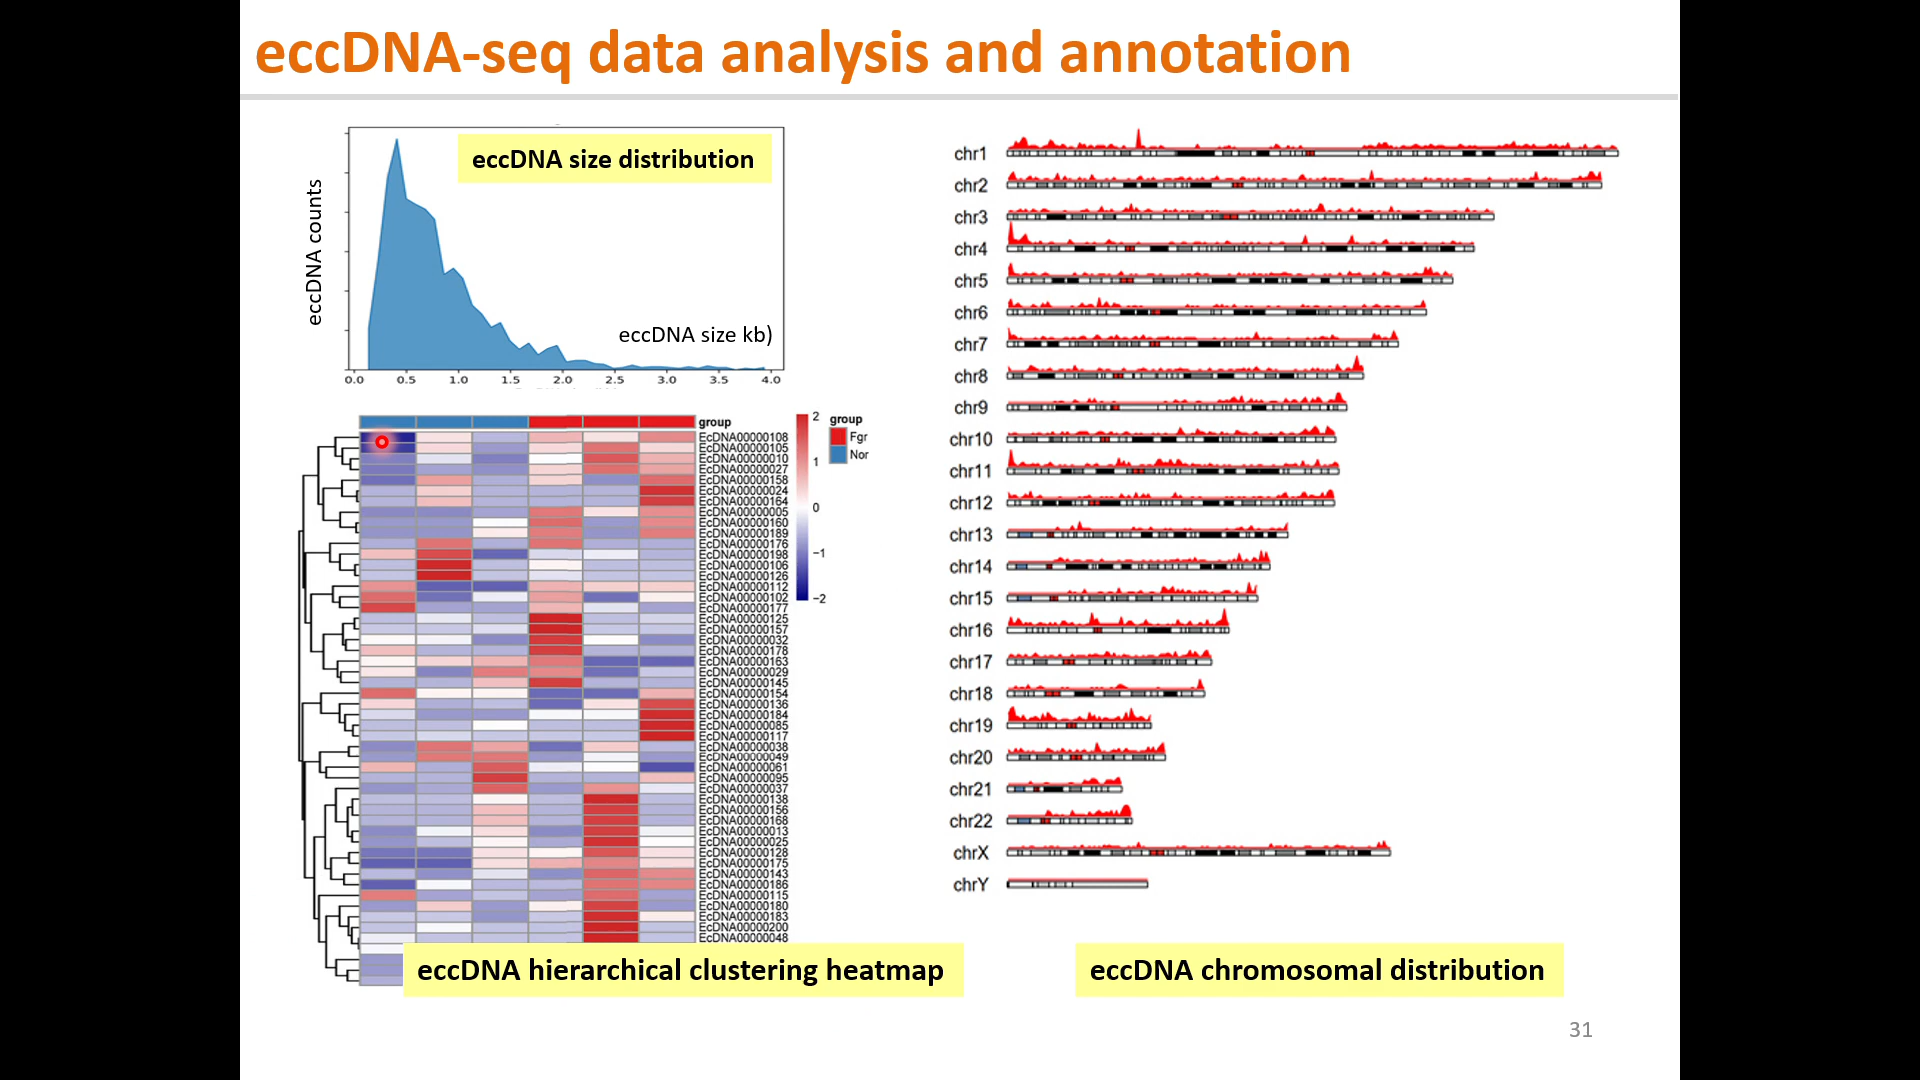 eccDNA-seq data analysis and annotation
eccDNA size distribution
eccDNA counts
eccDNA size kb)
0.0 0.5 1.0 1.5 2.0 2.5 3.0 3.5 4.0
group
EcDNA00000108
EcDNA00000105
EcDNA00000010
EcDNA00000027
EcDNA00000158
EcDNA00000024
EcDNA00000164
EcDNA00000005
EcDNA00000160
EcDNA00000189
EcDNA00000176
EcDNA00000198
EcDNA00000106
EcDNA00000126
EcDNA00000112
EcDNA00000102
EcDNA00000177
EcDNA00000125
EcDNA00000157
EcDNA00000032
EcDNA00000178
EcDNA00000163
EcDNA00000029
EcDNA00000145
EcDNA00000154
EcDNA00000136
EcDNA00000184
EcDNA00000085
EcDNA00000117
EcDNA00000038
EcDNA00000049
EcDNA00000061
EcDNA00000095
EcDNA00000037
EcDNA00000138
EcDNA00000156
EcDNA00000168
EcDNA00000013
EcDNA00000025
EcDNA00000128
EcDNA00000175
EcDNA00000143
EcDNA00000186
EcDNA00000115
EcDNA00000180
EcDNA00000183
EcDNA00000200
EcDNA00000048
2
1
0
−1
−2
group
Fgr
Nor
eccDNA hierarchical clustering heatmap
chr1
chr2
chr3
chr4
chr5
chr6
chr7
chr8
chr9
chr10
chr11
chr12
chr13
chr14
chr15
chr16
chr17
chr18
chr19
chr20
chr21
chr22
chrX
chrY
eccDNA chromosomal distribution
31